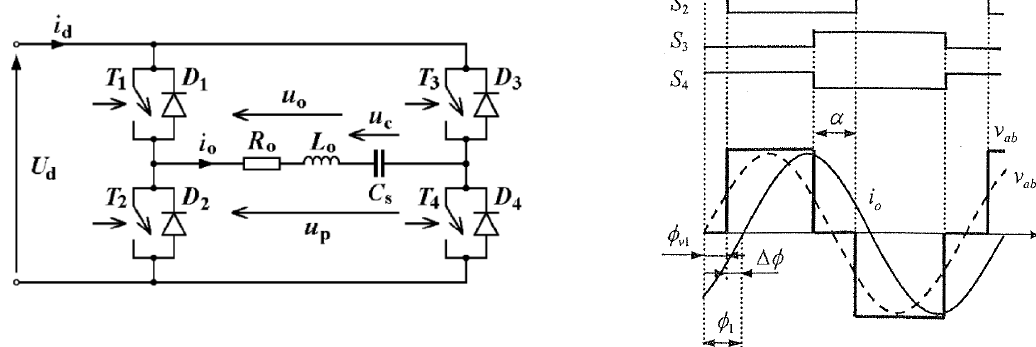 i_d
T_1 D_1 T_3 D_3
u_o
u_c
U_d i_o R_o L_o
C_s
T_2 D_2 T_4 D_4
u_p
S_2
S_3
S_4
α
v_ab
v_ab
i_o
ϕ_v1
Δϕ
ϕ_1